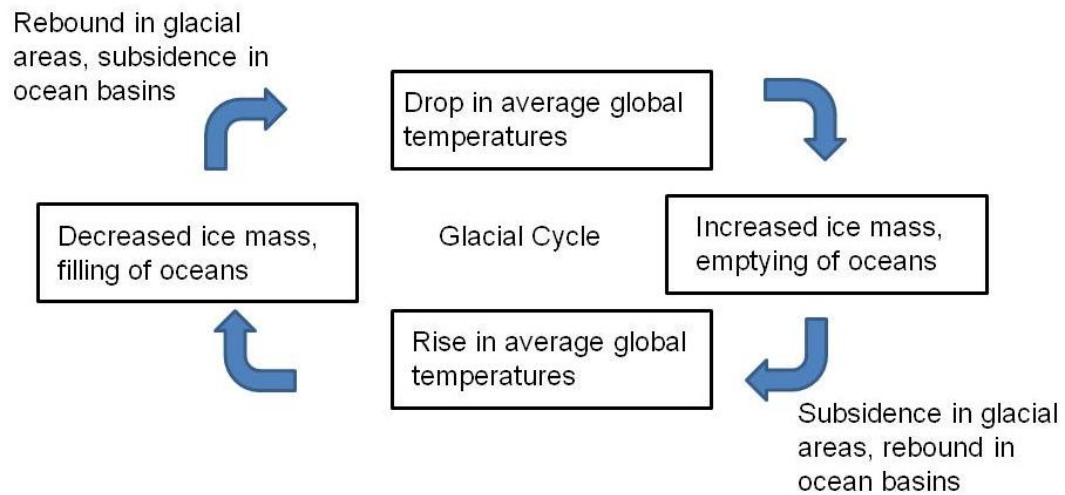 Rebound in glacial
areas, subsidence in
ocean basins
Drop in average global
temperatures
Decreased ice mass,
filling of oceans
Glacial Cycle
Increased ice mass,
emptying of oceans
Rise in average global
temperatures
Subsidence in glacial
areas, rebound in
ocean basins